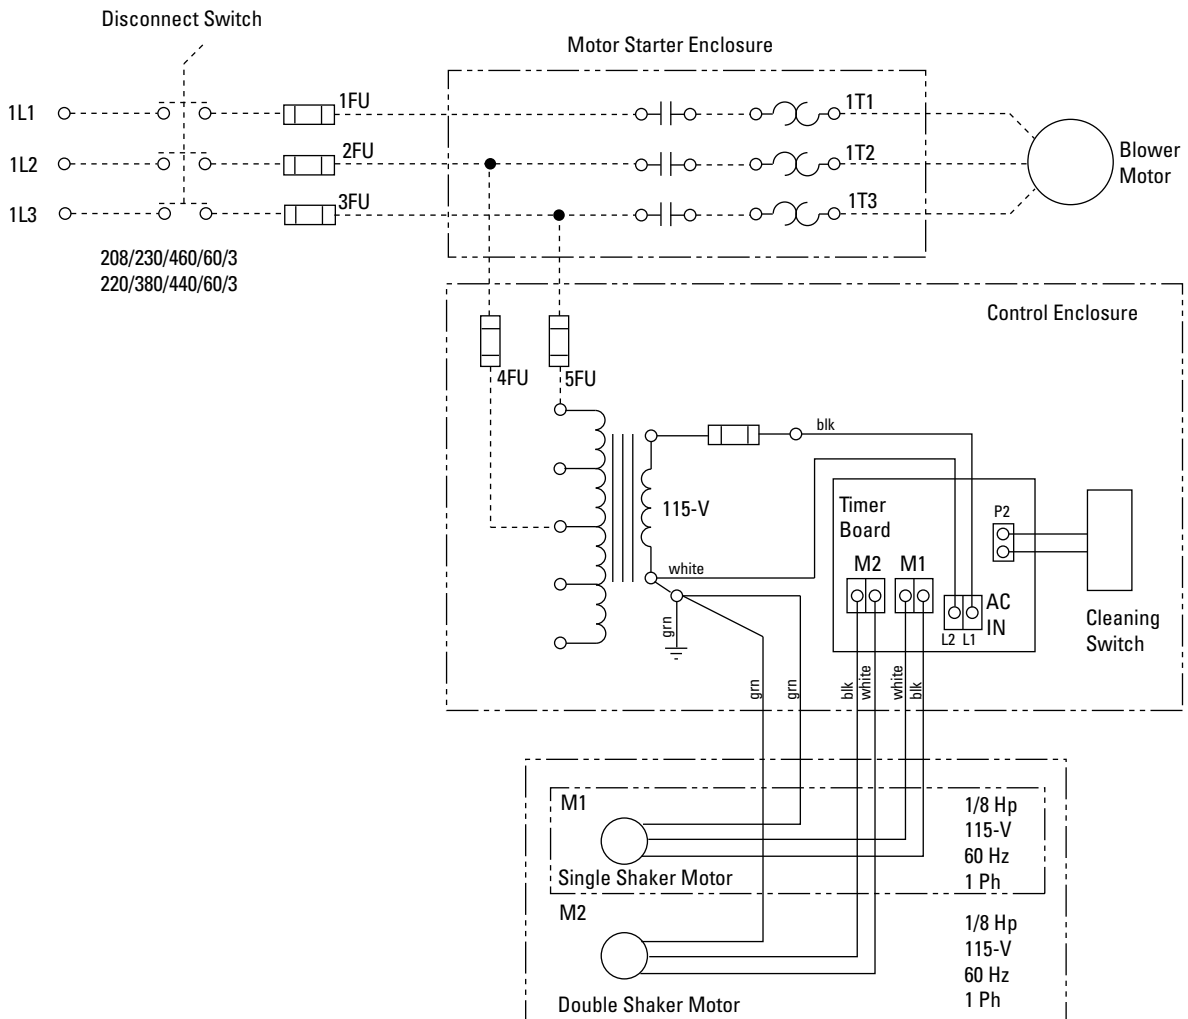 Disconnect Switch
Motor Starter Enclosure
1L1
1FU
1T1
1L2
2FU
1T2
Blower
Motor
1L3
3FU
1T3
208/230/460/60/3
220/380/440/60/3
Control Enclosure
4FU
5FU
blk
115-V
Timer
Board
P2
white
M2
M1
AC
IN
L2
L1
Cleaning
Switch
grn
grn
grn
blk
white
white
blk
M1
1/8 Hp
115-V
60 Hz
1 Ph
Single Shaker Motor
M2
1/8 Hp
115-V
60 Hz
1 Ph
Double Shaker Motor